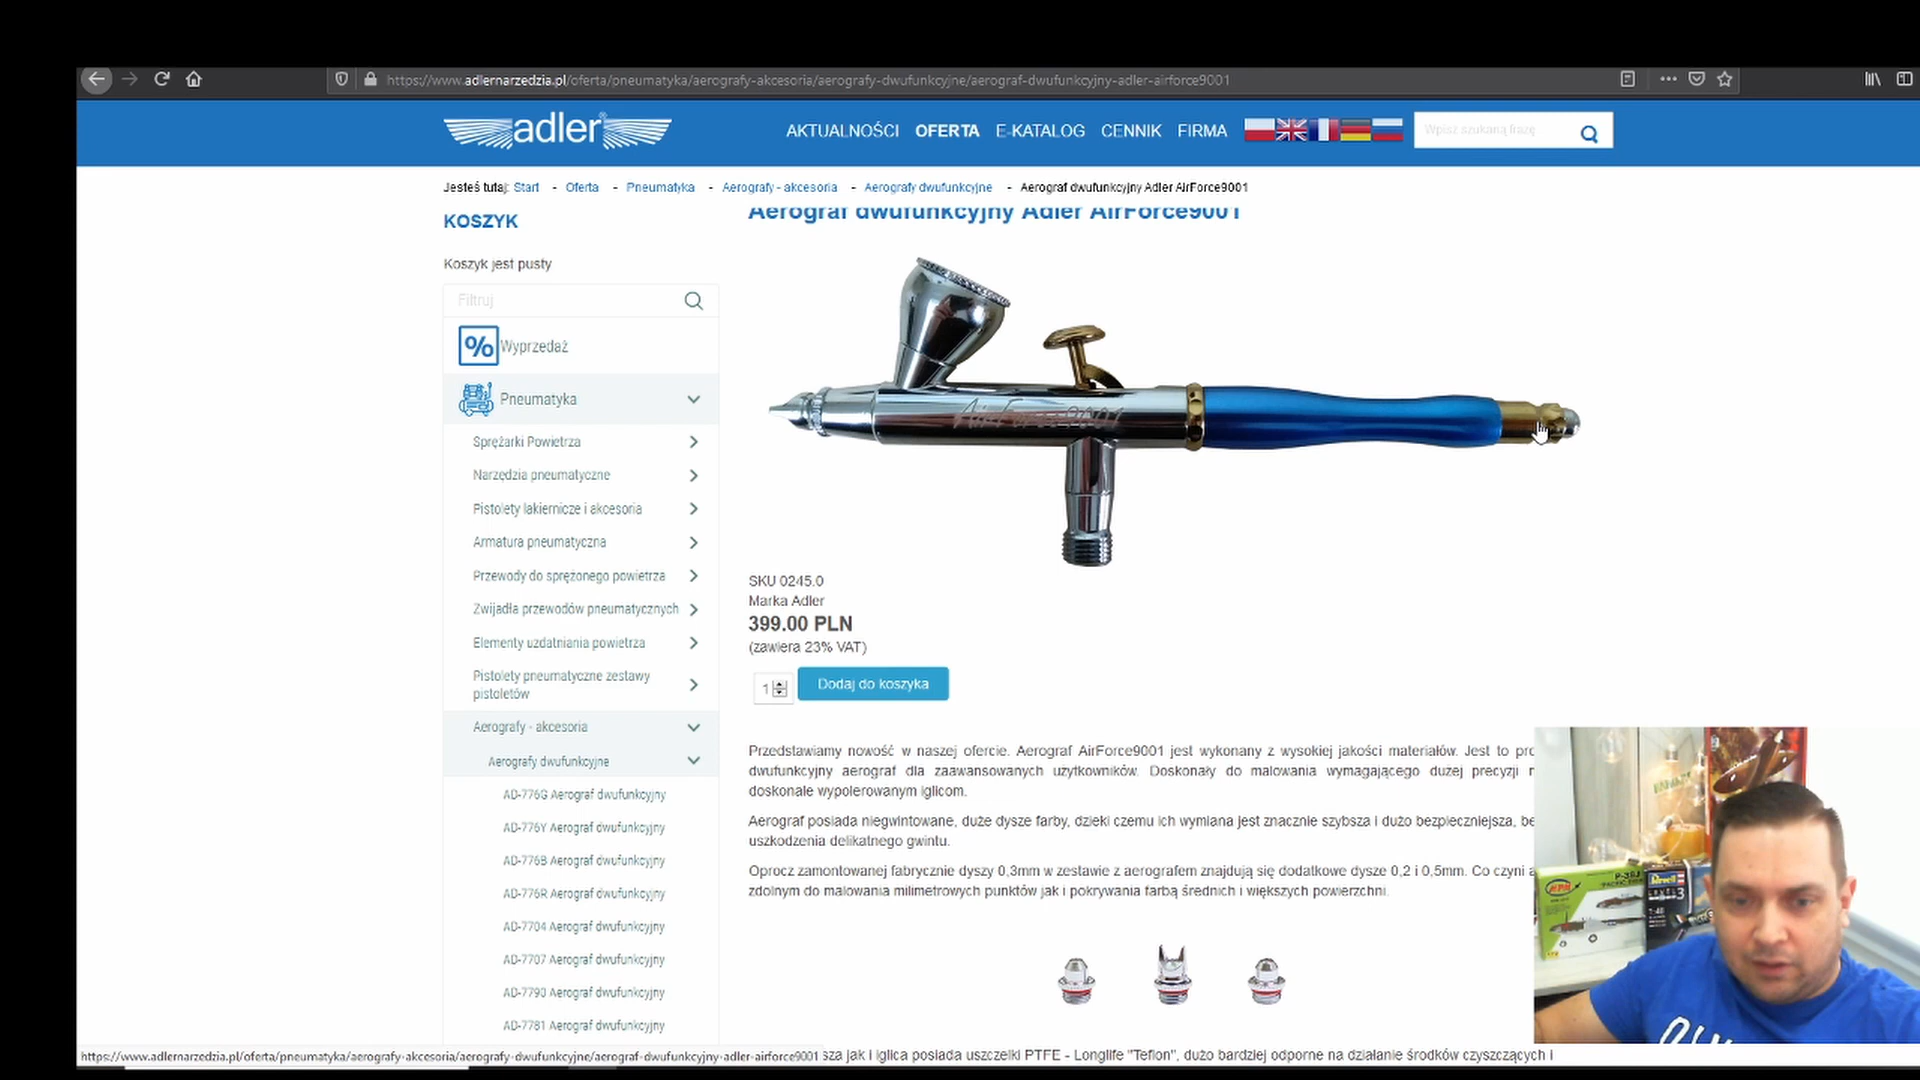 https://www.adlernarzedzia.pl/oferta/pneumatyka/aerografy-akcesoria/aerografy-dwufunkcyjne/aerograf-dwufunkcyjny-adler-airforce9001
adler
AKTUALNOŚCI OFERTA E-KATALOG CENNIK FIRMA
Wpisz szukaną frazę
Jesteś tutaj: Start - Oferta - Pneumatyka - Aerografy - akcesoria - Aerografy dwufunkcyjne - Aerograf dwufunkcyjny Adler AirForce9001
KOSZYK
Koszyk jest pusty
Filtruj
% Wyprzedaż
Pneumatyka
Sprężarki Powietrza
Narzędzia pneumatyczne
Pistolety lakiernicze i akcesoria
Armatura pneumatyczna
Przewody do sprężonego powietrza
Zwijadła przewodów pneumatycznych
Elementy uzdatniania powietrza
Pistolety pneumatyczne zestawy
pistoletów
Aerografy - akcesoria
Aerografy dwufunkcyjne
AD-776G Aerograf dwufunkcyjny
AD-776Y Aerograf dwufunkcyjny
AD-776B Aerograf dwufunkcyjny
AD-776R Aerograf dwufunkcyjny
AD-7704 Aerograf dwufunkcyjny
AD-7707 Aerograf dwufunkcyjny
AD-7790 Aerograf dwufunkcyjny
AD-7781 Aerograf dwufunkcyjny
Aerograf dwufunkcyjny Adler AirForce9001
AirForce9001
SKU 0245.0
Marka Adler
399.00 PLN
(zawiera 23% VAT)
1
Dodaj do koszyka
Przedstawiamy nowość w naszej ofercie. Aerograf AirForce9001 jest wykonany z wysokiej jakości materiałów. Jest to pro
dwufunkcyjny aerograf dla zaawansowanych użytkowników. Doskonały do malowania wymagającego dużej precyzji
doskonale wypolerowanym iglicom.
Aerograf posiada niegwintowane, duże dysze farby, dzieki czemu ich wymiana jest znacznie szybsza i dużo bezpieczniejsza, be
uszkodzenia delikatnego gwintu.
Oprocz zamontowanej fabrycznie dyszy 0,3mm w zestawie z aerografem znajdują się dodatkowe dysze 0,2 i 0,5mm. Co czyni a
zdolnym do malowania milimetrowych punktów jak i pokrywania farbą średnich i większych powierzchni.
sza jak i iglica posiada uszczelki PTFE - Longlife "Teflon", dużo bardziej odporne na działanie środków czyszczących i
https://www.adlernarzedzia.pl/oferta/pneumatyka/aerografy-akcesoria/aerografy-dwufunkcyjne/aerograf-dwufunkcyjny-adler-airforce9001
Revell
LEVEL 3